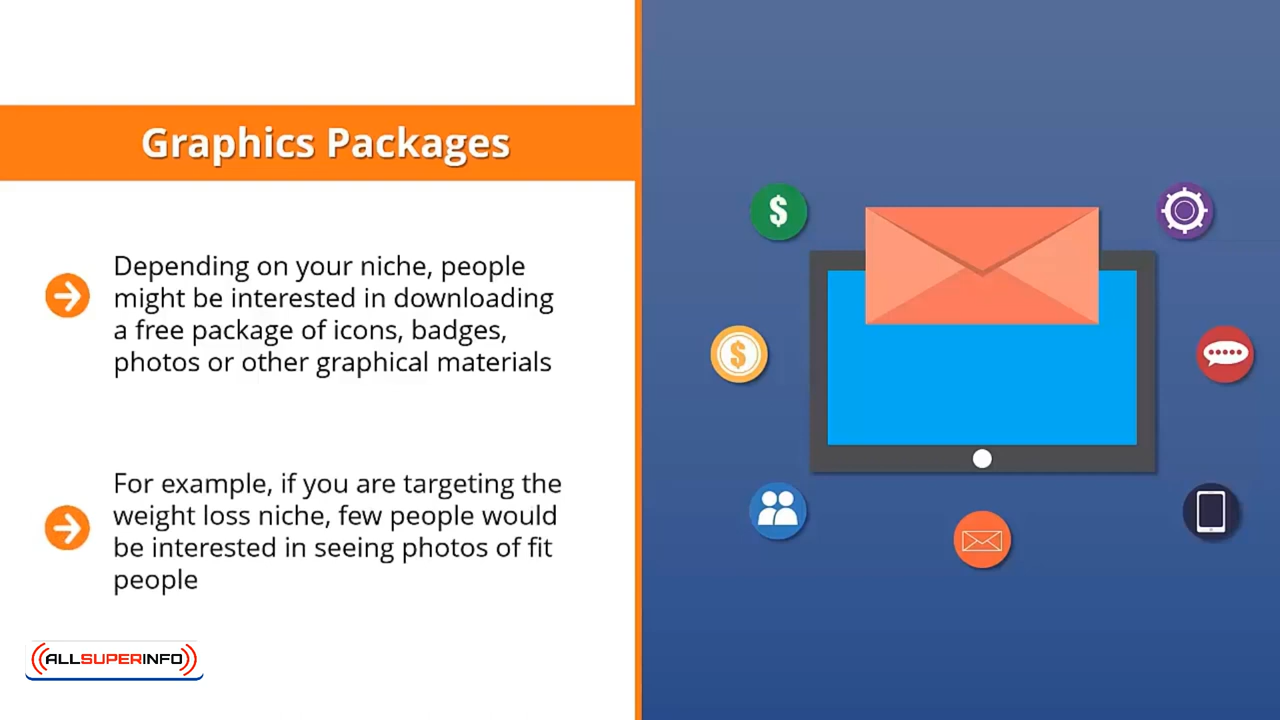 Graphics Packages
Depending on your niche, people
might be interested in downloading
a free package of icons, badges,
photos or other graphical materials
For example, if you are targeting the
weight loss niche, few people would
be interested in seeing photos of fit
people
ALLSUPERINFO
$
$